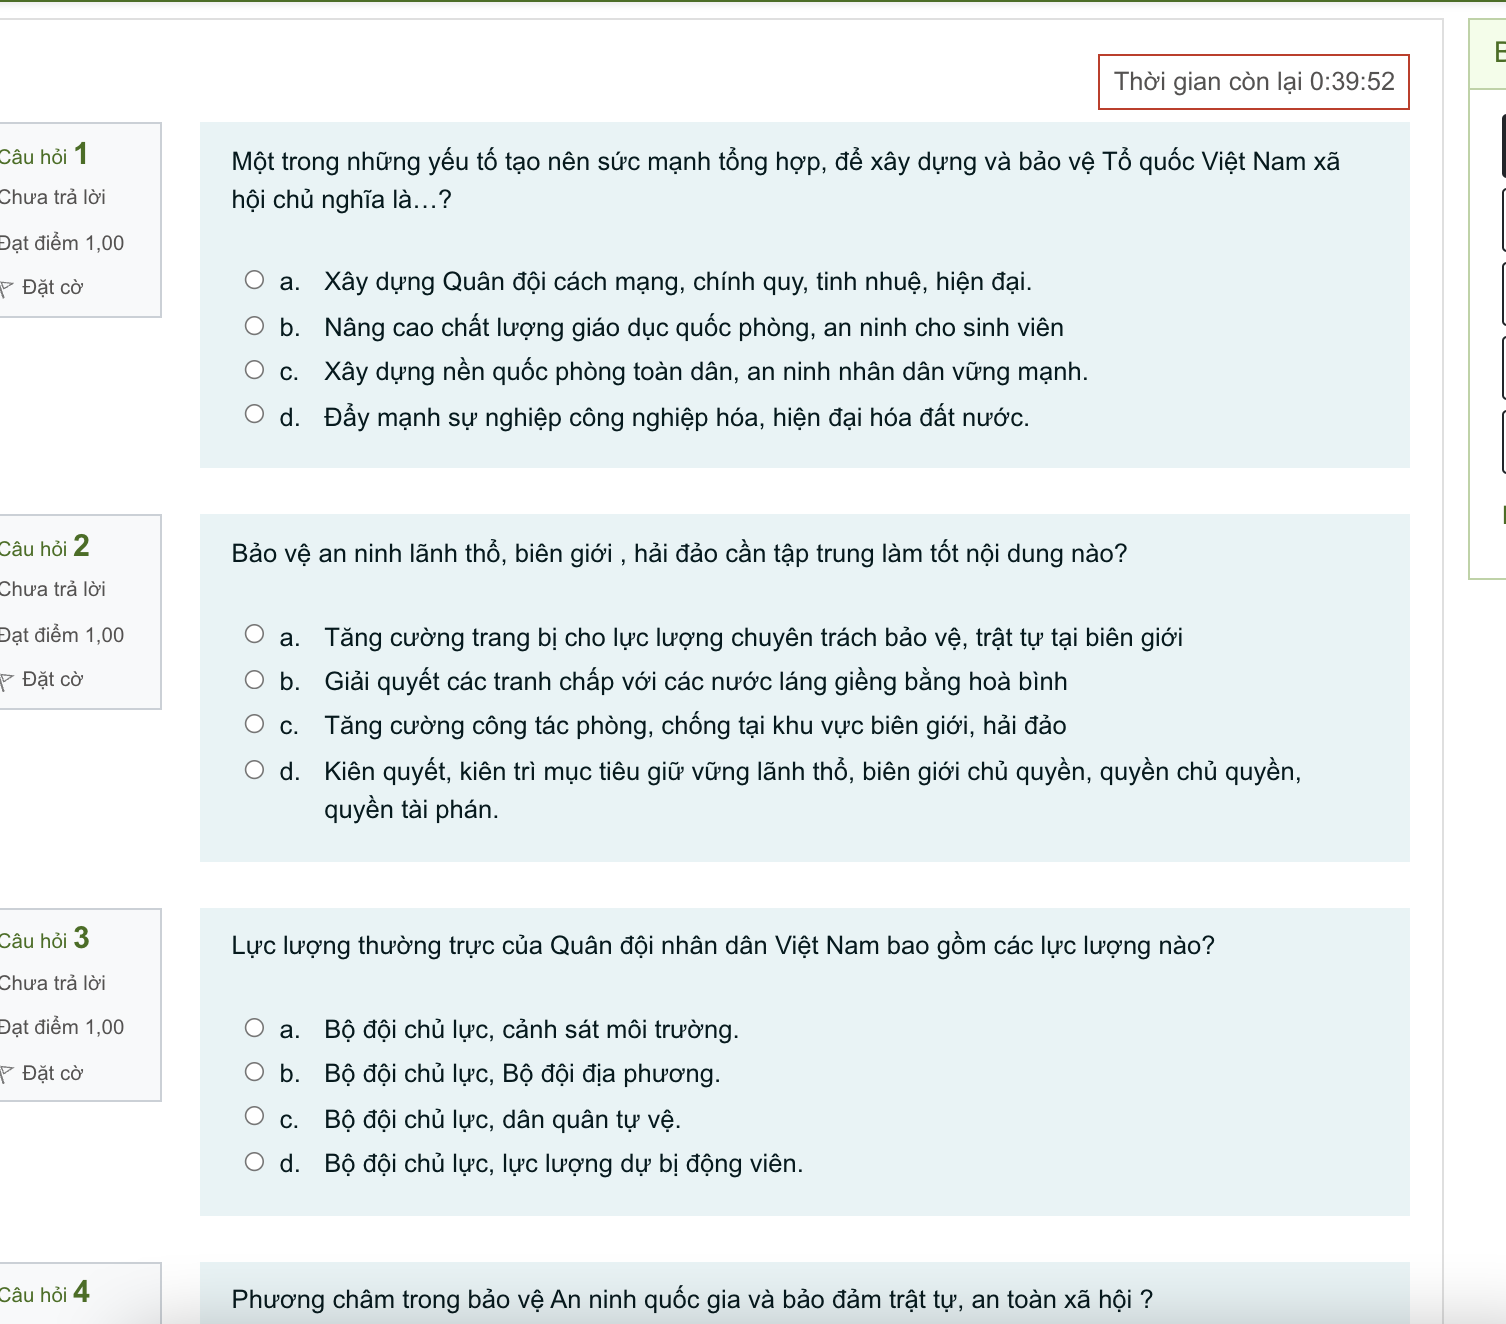 Thời gian còn lại 0:39:52
Câu hỏi 1
Chưa trả lời
Đạt điểm 1,00
Đặt cờ
Một trong những yếu tố tạo nên sức mạnh tổng hợp, để xây dựng và bảo vệ Tổ quốc Việt Nam xã
hội chủ nghĩa là...?
a. Xây dựng Quân đội cách mạng, chính quy, tinh nhuệ, hiện đại.
b. Nâng cao chất lượng giáo dục quốc phòng, an ninh cho sinh viên
c. Xây dựng nền quốc phòng toàn dân, an ninh nhân dân vững mạnh.
d. Đẩy mạnh sự nghiệp công nghiệp hóa, hiện đại hóa đất nước.
Câu hỏi 2
Chưa trả lời
Đạt điểm 1,00
Đặt cờ
Bảo vệ an ninh lãnh thổ, biên giới , hải đảo cần tập trung làm tốt nội dung nào?
a. Tăng cường trang bị cho lực lượng chuyên trách bảo vệ, trật tự tại biên giới
b. Giải quyết các tranh chấp với các nước láng giềng bằng hoà bình
c. Tăng cường công tác phòng, chống tại khu vực biên giới, hải đảo
d. Kiên quyết, kiên trì mục tiêu giữ vững lãnh thổ, biên giới chủ quyền, quyền chủ quyền,
quyền tài phán.
Câu hỏi 3
Chưa trả lời
Đạt điểm 1,00
Đặt cờ
Lực lượng thường trực của Quân đội nhân dân Việt Nam bao gồm các lực lượng nào?
a. Bộ đội chủ lực, cảnh sát môi trường.
b. Bộ đội chủ lực, Bộ đội địa phương.
c. Bộ đội chủ lực, dân quân tự vệ.
d. Bộ đội chủ lực, lực lượng dự bị động viên.
Câu hỏi 4
Phương châm trong bảo vệ An ninh quốc gia và bảo đảm trật tự, an toàn xã hội ?